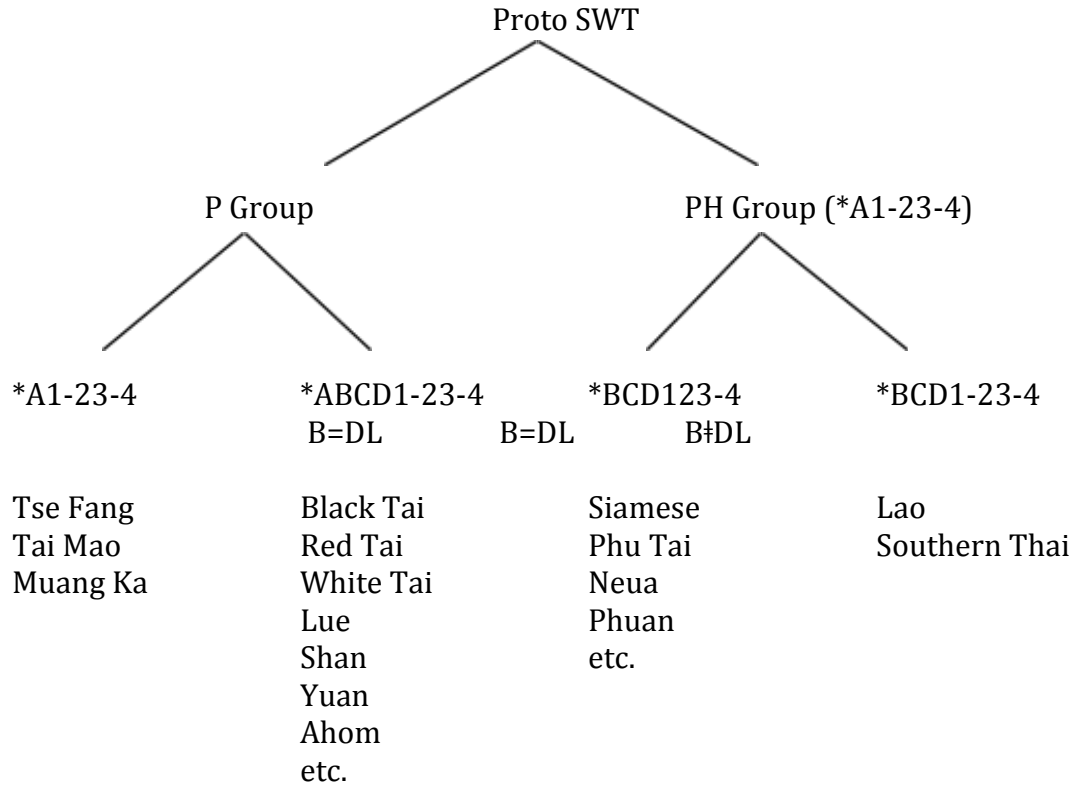 Proto SWT
P Group PH Group (*A1-23-4)
*A1-23-4 *ABCD1-23-4 *BCD123-4 *BCD1-23-4
B=DL B=DL B‡DL
Tse Fang Black Tai Siamese Lao
Tai Mao Red Tai Phu Tai Southern Thai
Muang Ka White Tai Neua
Lue Phuan
Shan etc.
Yuan
Ahom
etc.